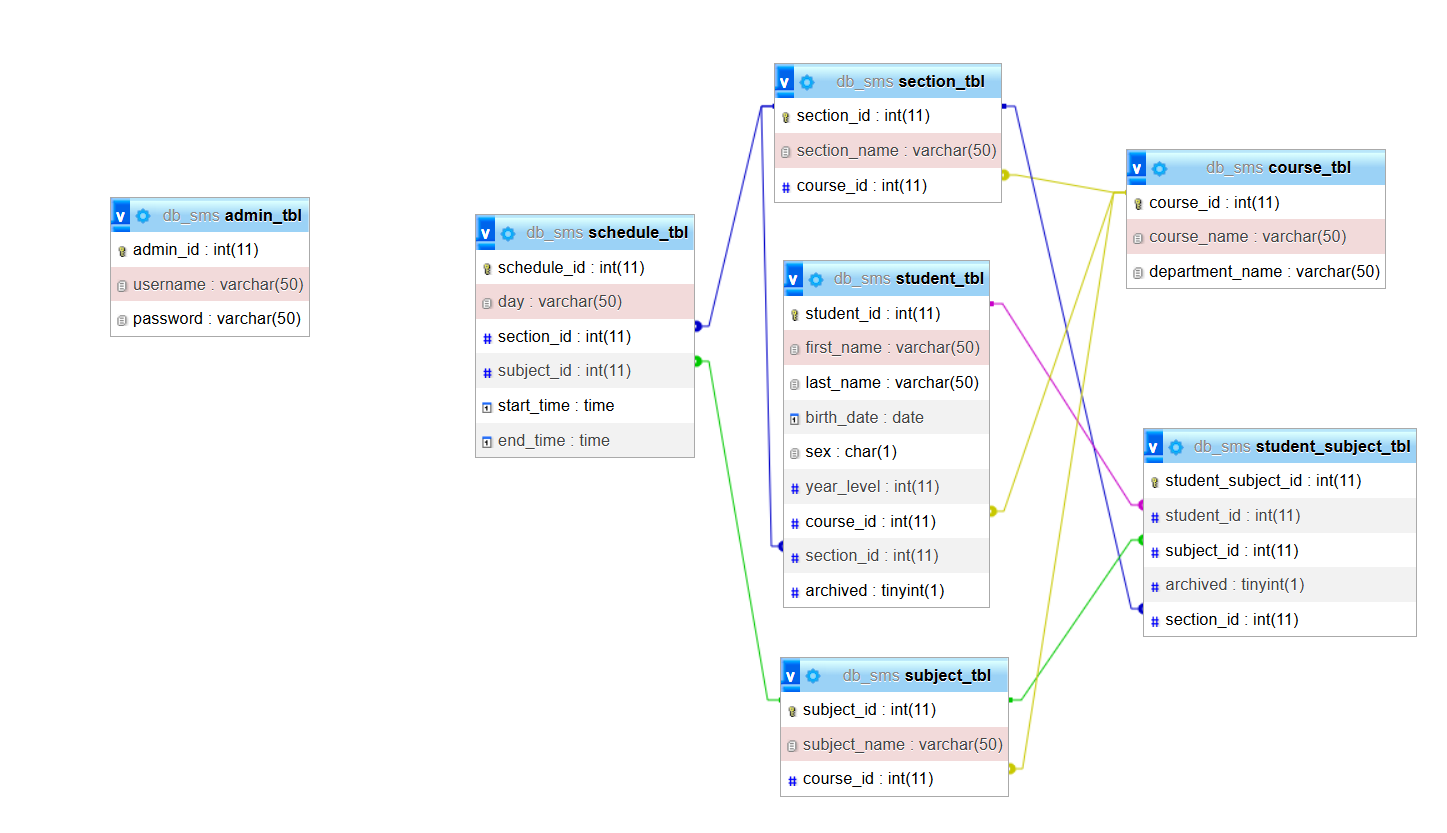 v db_sms admin_tbl
admin_id : int(11)
username : varchar(50)
password : varchar(50)
v db_sms schedule_tbl
schedule_id : int(11)
day : varchar(50)
section_id : int(11)
subject_id : int(11)
start_time : time
end_time : time
v db_sms section_tbl
section_id : int(11)
section_name : varchar(50)
# course_id : int(11)
v db_sms student_tbl
student_id : int(11)
first_name : varchar(50)
last_name : varchar(50)
birth_date : date
sex : char(1)
# year_level : int(11)
# course_id : int(11)
# section_id : int(11)
# archived : tinyint(1)
v db_sms subject_tbl
subject_id : int(11)
subject_name : varchar(50)
# course_id : int(11)
v db_sms course_tbl
course_id : int(11)
course_name : varchar(50)
department_name : varchar(50)
v db_sms student_subject_tbl
student_subject_id : int(11)
# student_id : int(11)
# subject_id : int(11)
# archived : tinyint(1)
# section_id : int(11)